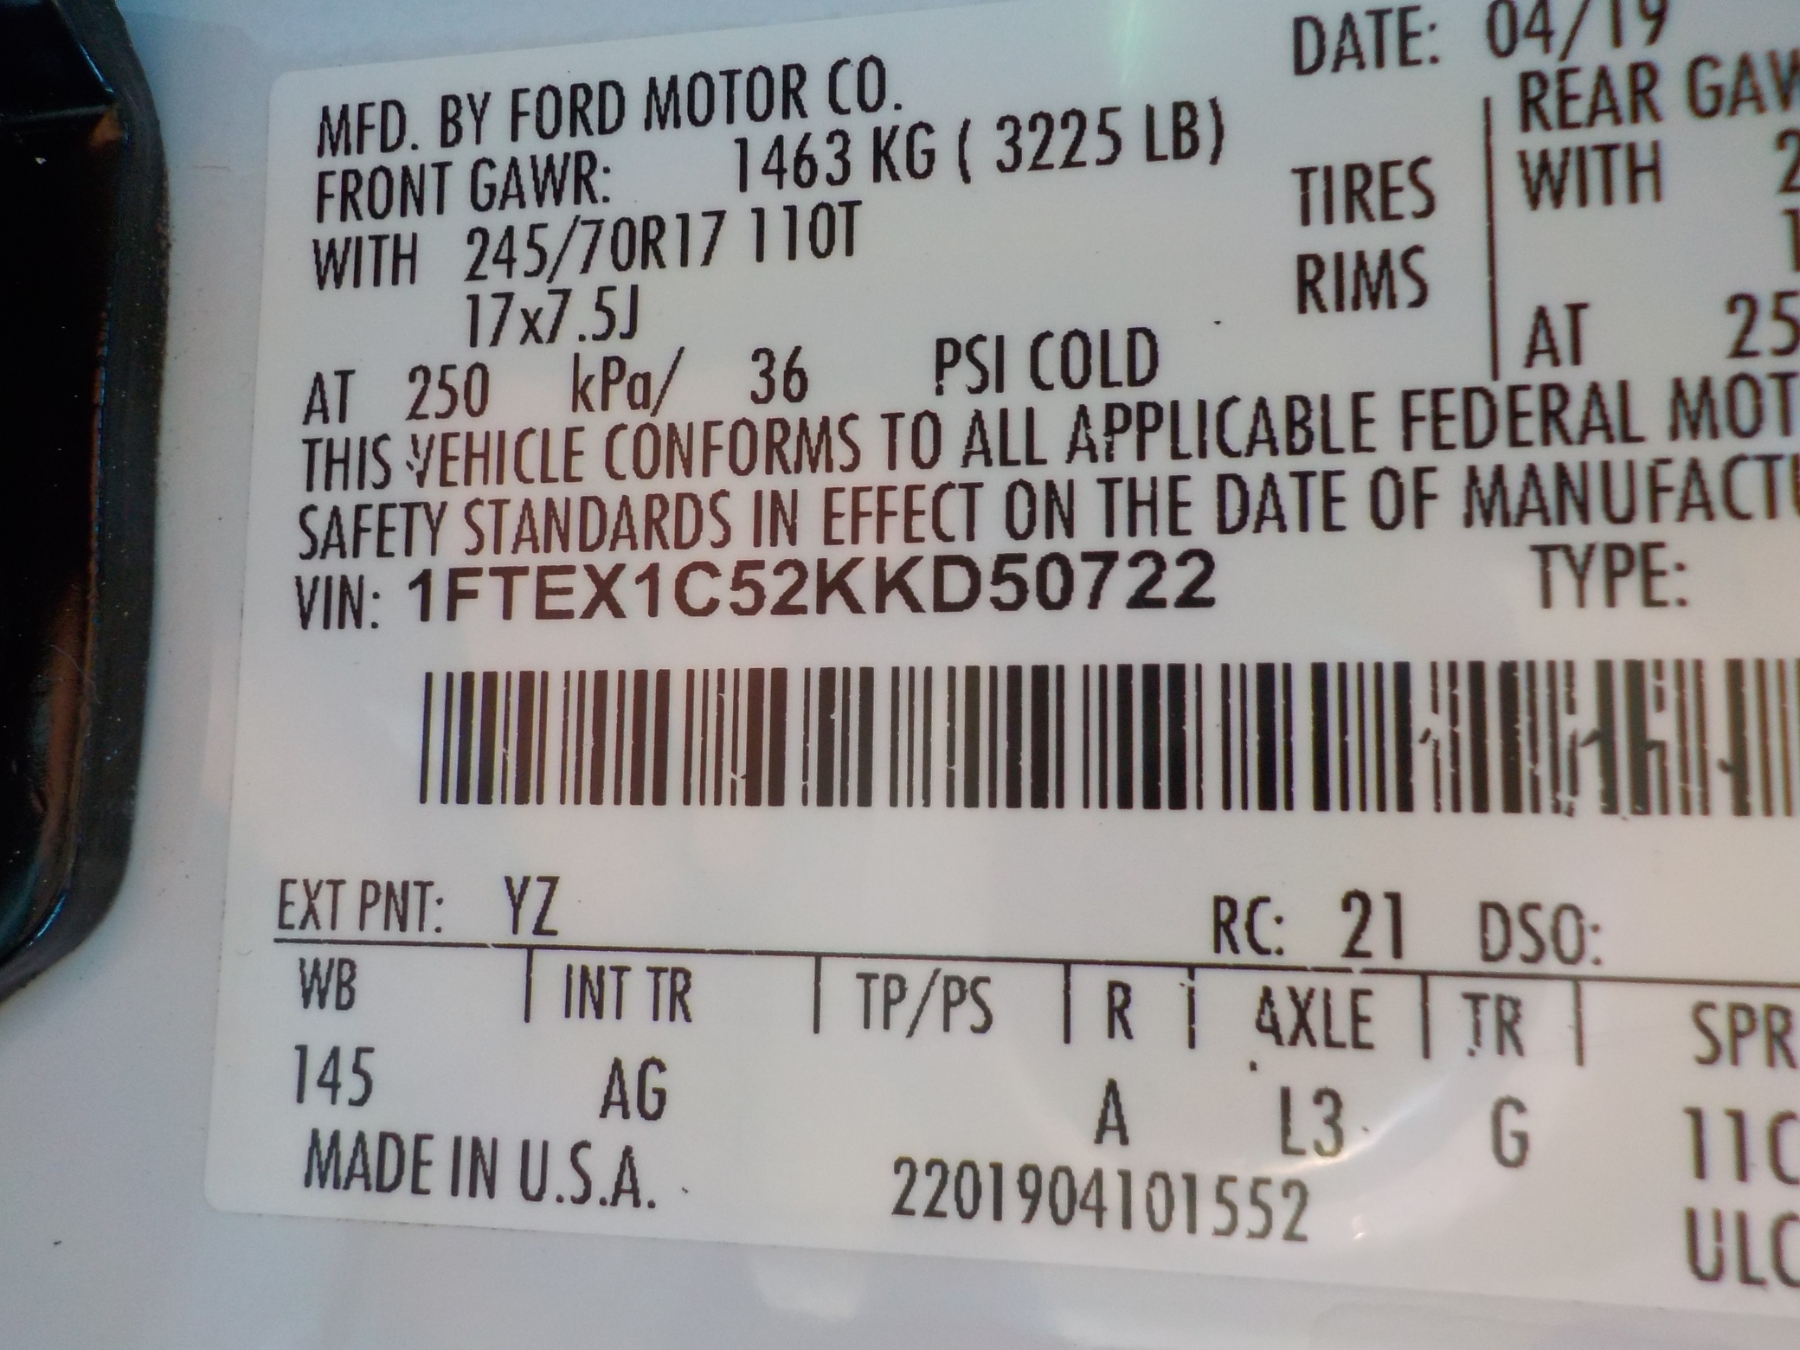 DATE: 04/19
MFD. BY FORD MOTOR CO.
FRONT GAWR: 1463 KG ( 3225 LB)
REAR
WITH 245/70R17 110T
TIRES
WITH
17x7.5J
RIMS
AT 250 kPa/ 36 PSI COLD
AT
THIS VEHICLE CONFORMS TO ALL APPLICABLE FEDERAL
SAFETY STANDARDS IN EFFECT ON THE DATE OF
VIN: 1FTEX1C52KKD50722
TYPE:
EXT PNT: YZ
RC: 21 DSO:
WB | INT TR | TP/PS | R | AXLE | TR | SPR
145 AG A L3 G
MADE IN U.S.A.
2201904101552